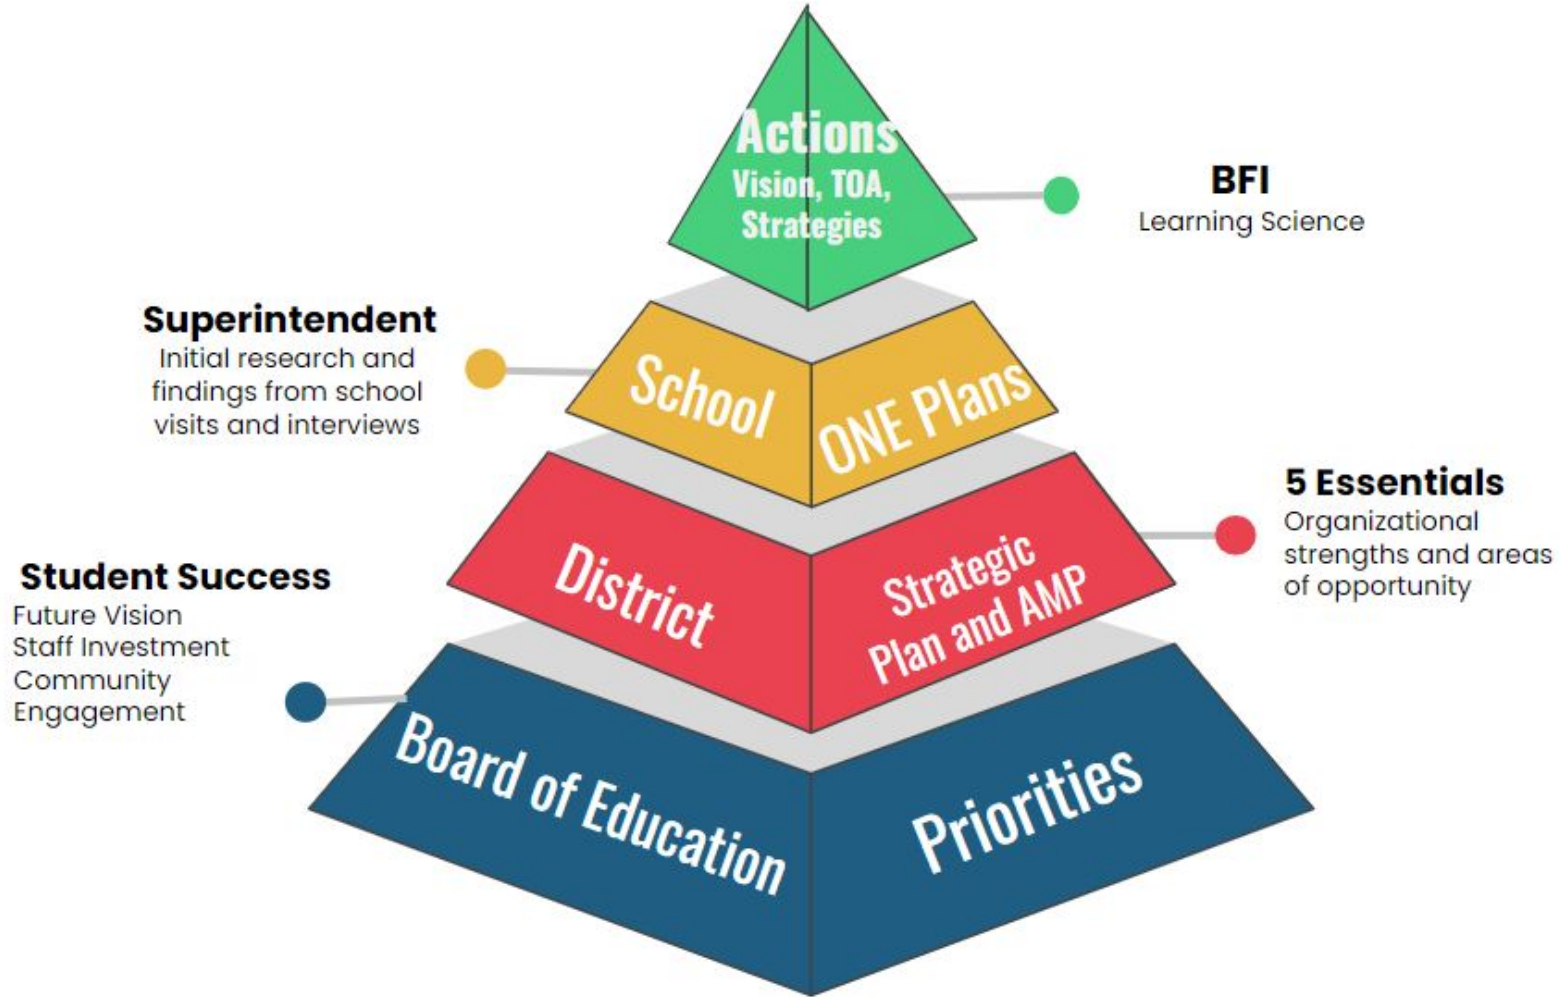 Actions
Vision, TOA,
Strategies
BFI
Learning Science
Superintendent
Initial research and
findings from school
visits and interviews
School
ONE Plans
5 Essentials
Organizational
strengths and areas
of opportunity
District
Strategic
Plan and AMP
Student Success
Future Vision
Staff Investment
Community
Engagement
Board of Education
Priorities